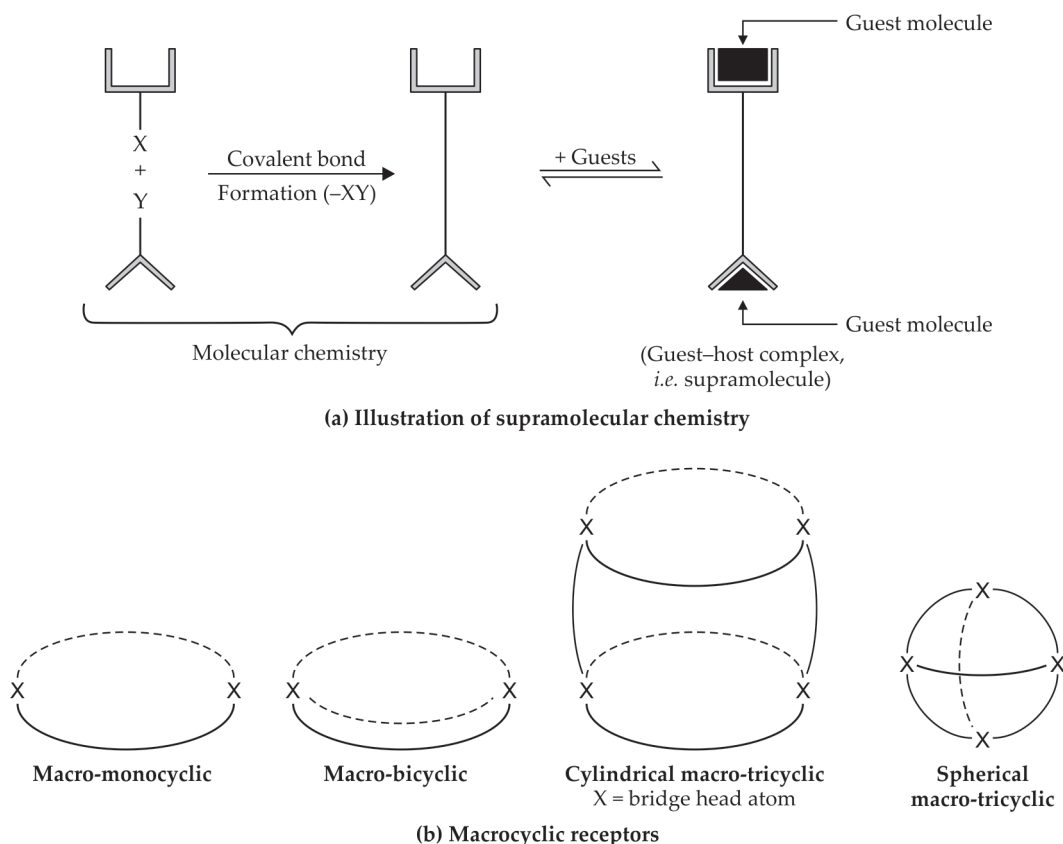 Guest molecule
X
+
Y
Covalent bond
Formation (–XY)
+ Guests
Guest molecule
Molecular chemistry
(Guest–host complex,
i.e. supramolecule)
(a) Illustration of supramolecular chemistry
X X
X X X X X X
X
X X
X
Macro-monocyclic
Macro-bicyclic
Cylindrical macro-tricyclic
X = bridge head atom
Spherical
macro-tricyclic
(b) Macrocyclic receptors